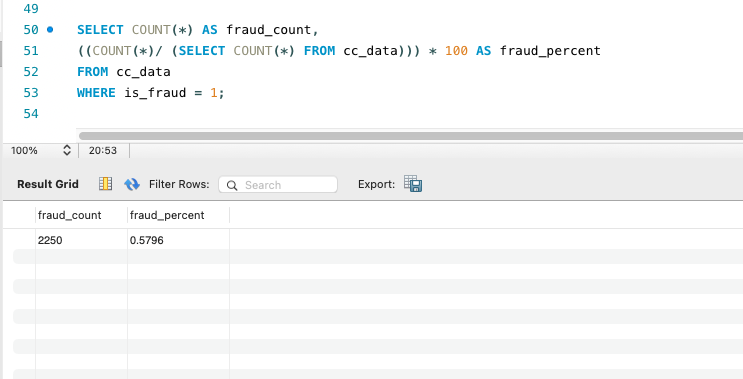 49
50 SELECT COUNT(*) AS fraud_count,
51 ((COUNT(*)/ (SELECT COUNT(*) FROM cc_data))) * 100 AS fraud_percent
52 FROM cc_data
53 WHERE is_fraud = 1;
54
100% 20:53
Result Grid Filter Rows: Search Export:
fraud_count fraud_percent
2250 0.5796